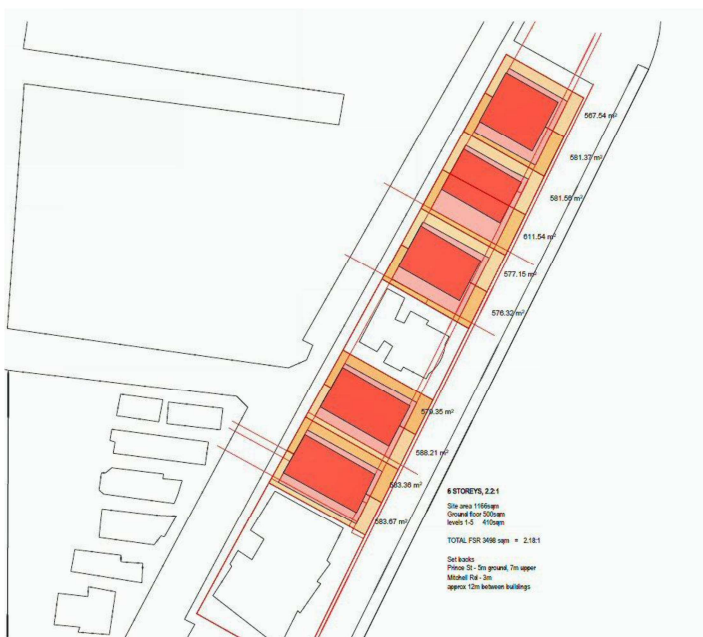 567.54 m²
581.37 m²
581.56 m²
611.54 m²
577.15 m²
576.32 m²
579.35 m²
588.21 m²
583.36 m²
583.67 m²
6 STOREYS, 2.2:1
Site area 1166sqm
Ground floor 500sqm
levels 1-5 410sqm
TOTAL FSR 3498 sqm = 2.18:1
Set backs
Prince St - 5m ground, 7m upper
Mitchell Rd - 3m
approx 12m between buildings